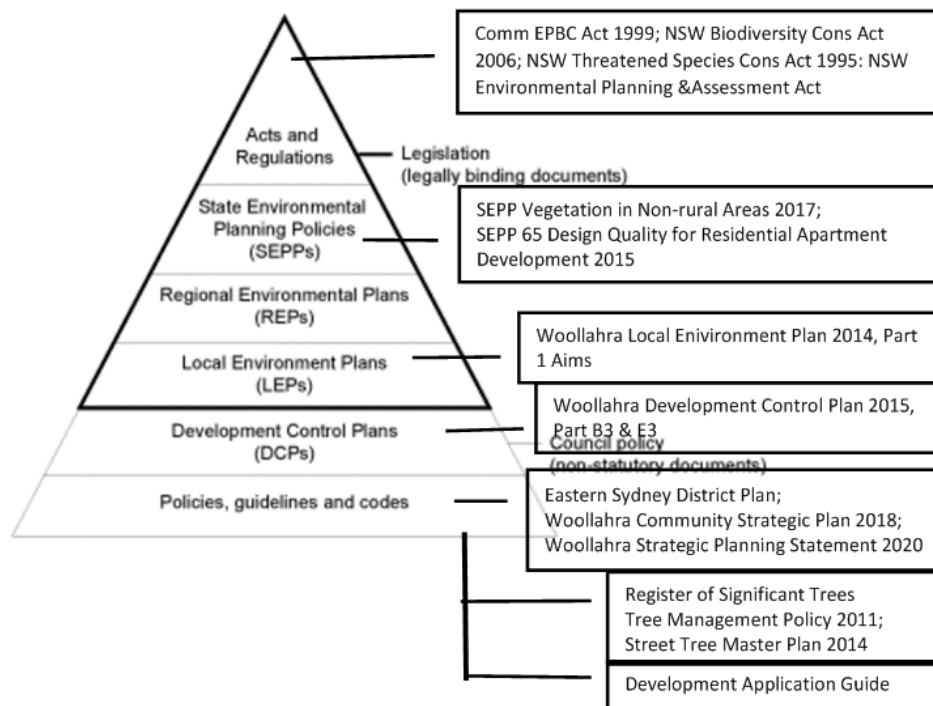 Comm EPBC Act 1999; NSW Biodiversity Cons Act
2006; NSW Threatened Species Cons Act 1995: NSW
Environmental Planning &Assessment Act
Acts and
Regulations
Legislation
(legally binding documents)
State Environmental
Planning Policies
(SEPPs)
SEPP Vegetation in Non-rural Areas 2017;
SEPP 65 Design Quality for Residential Apartment
Development 2015
Regional Environmental Plans
(REPs)
Local Environment Plans
(LEPs)
Woollahra Local Enivironment Plan 2014, Part
1 Aims
Development Control Plans
(DCPs)
Woollahra Development Control Plan 2015,
Part B3 & E3
Council policy
(non-statutory documents)
Policies, guidelines and codes
Eastern Sydney District Plan;
Woollahra Community Strategic Plan 2018;
Woollahra Strategic Planning Statement 2020
Register of Significant Trees
Tree Management Policy 2011;
Street Tree Master Plan 2014
Development Application Guide